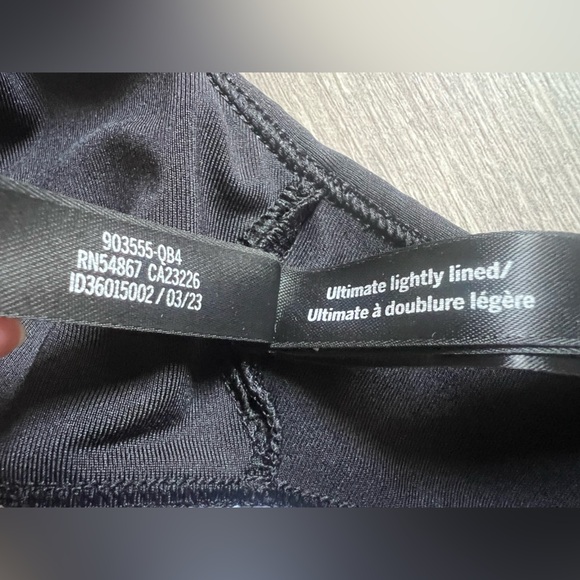 903555-QB4
RN54867 CA23226
ID36015002 / 03/23
Ultimate lightly lined/
Ultimate à doublure légère